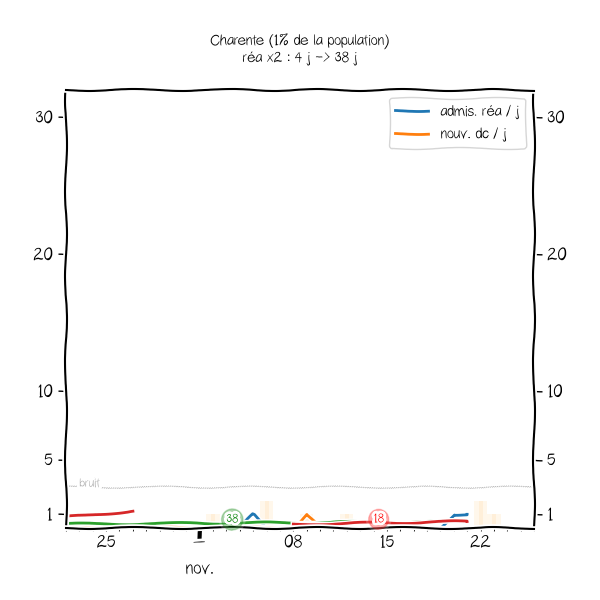 Charente (1% de la population)
réa x2 : 4 j -> 38 j
admis. réa / j
nouv. dc / j
30
30
20
20
10
10
5
5
bruit
1
38
18
1
25
1
08
15
22
nov.